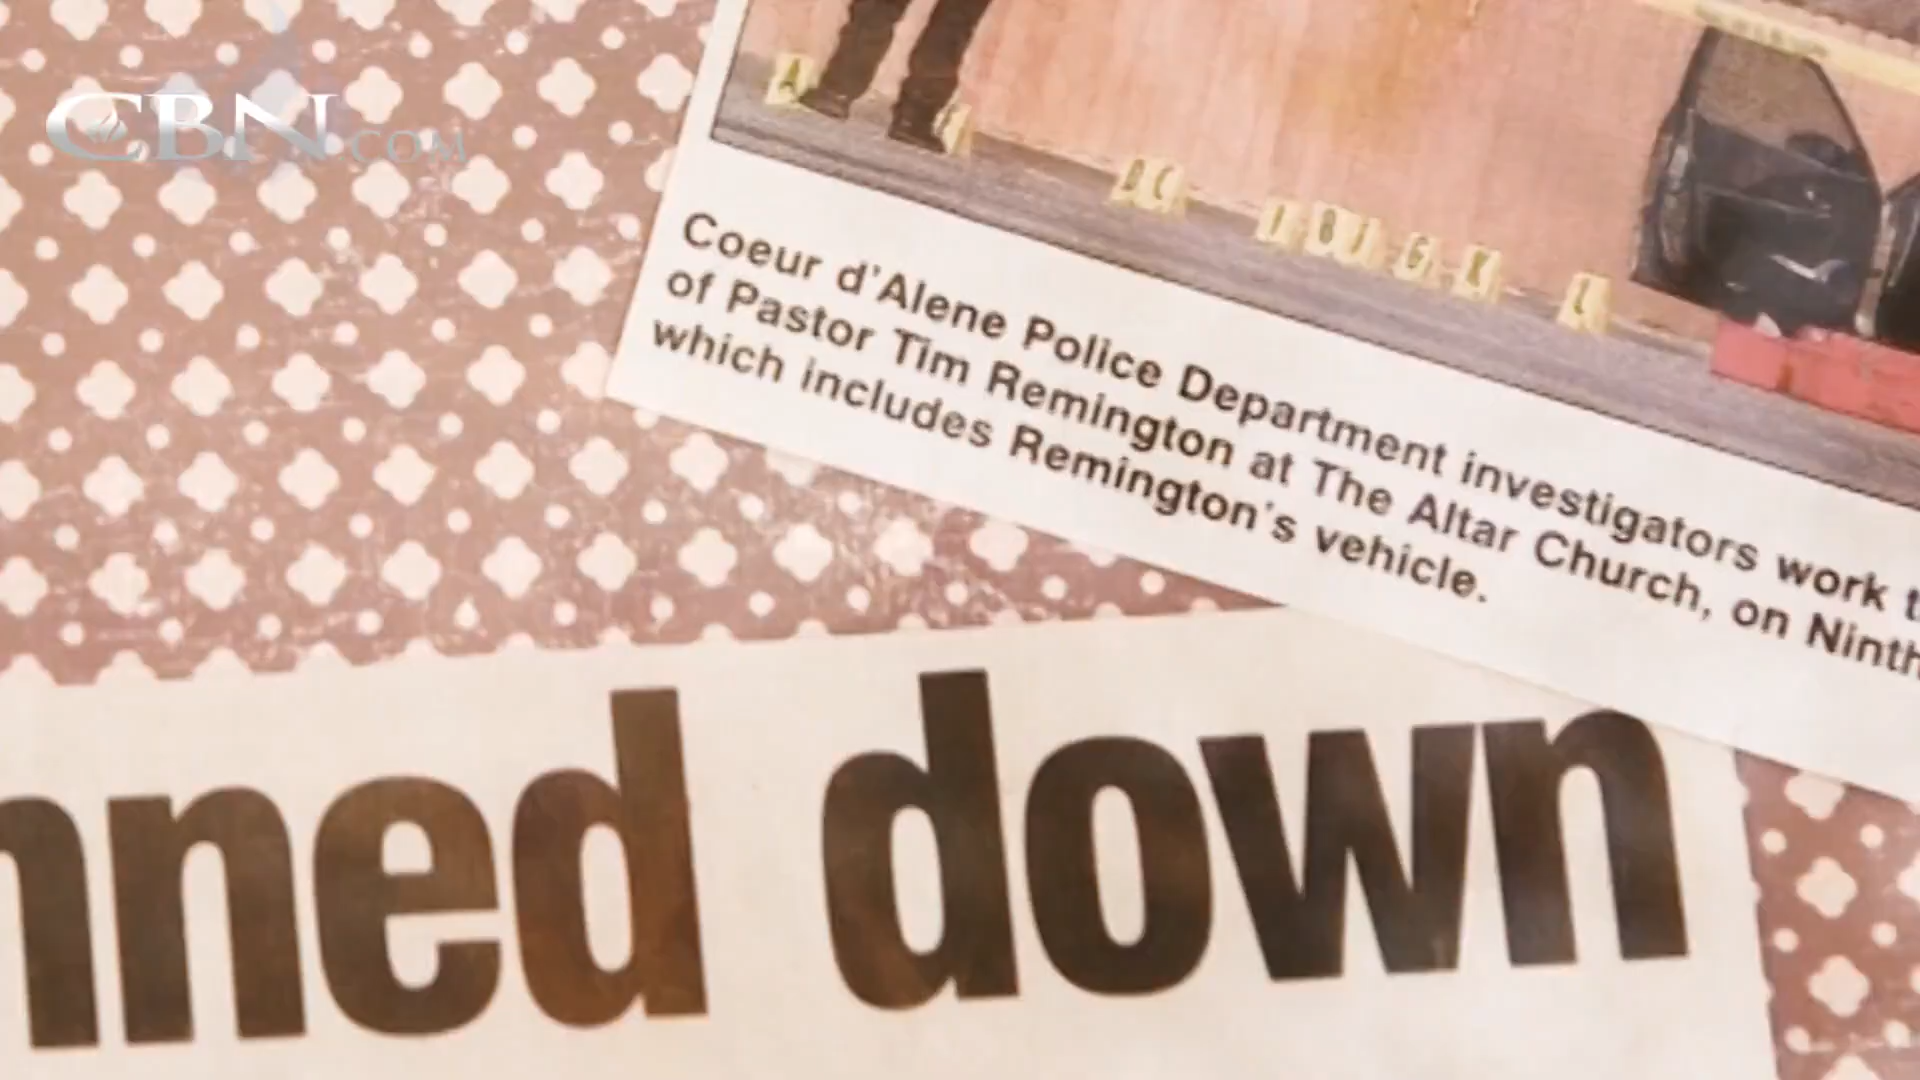 CBN.COM
Coeur d'Alene Police Department investigators work
of Pastor Tim Remington at The Altar Church, on Ninth
which includes Remington's vehicle.
nned down